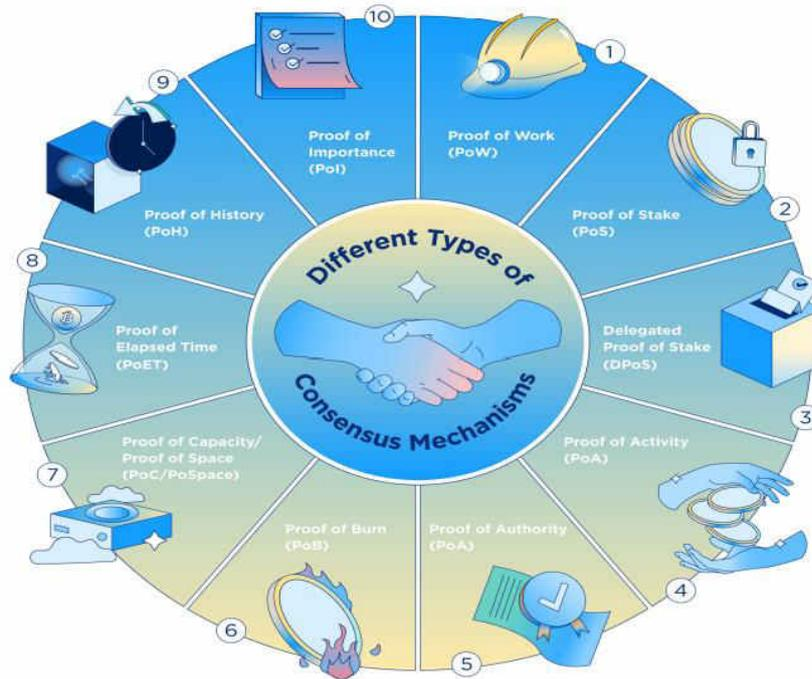 Different Types of
Consensus Mechanisms
1
Proof of Work
(PoW)
2
Proof of Stake
(PoS)
3
Delegated
Proof of Stake
(DPoS)
4
Proof of Activity
(PoA)
5
Proof of Authority
(PoA)
6
Proof of Burn
(PoB)
7
Proof of Capacity/
Proof of Space
(PoC/PoSpace)
8
Proof of
Elapsed Time
(PoET)
9
Proof of History
(PoH)
10
Proof of
Importance
(PoI)